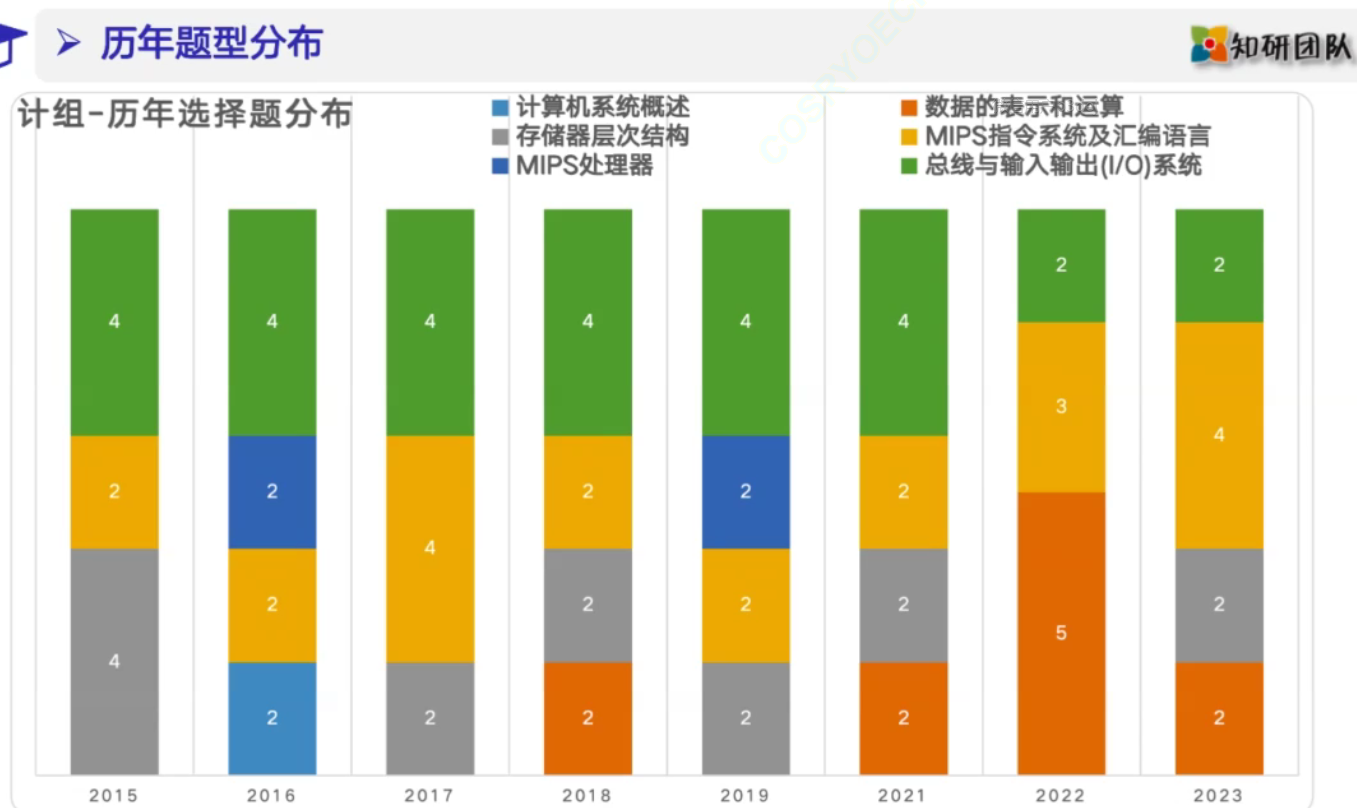 ➢ 历年题型分布
知研团队
计组-历年选择题分布
计算机系统概述
数据的表示和运算
存储器层次结构
MIPS指令系统及汇编语言
MIPS处理器
总线与输入输出(I/O)系统
4 4 4 4 4 4 2 2
2 2 4 2 2 2 3 4
4 2 2 2 2 2 5 2
2 2 2 2 2 2
2015 2016 2017 2018 2019 2021 2022 2023